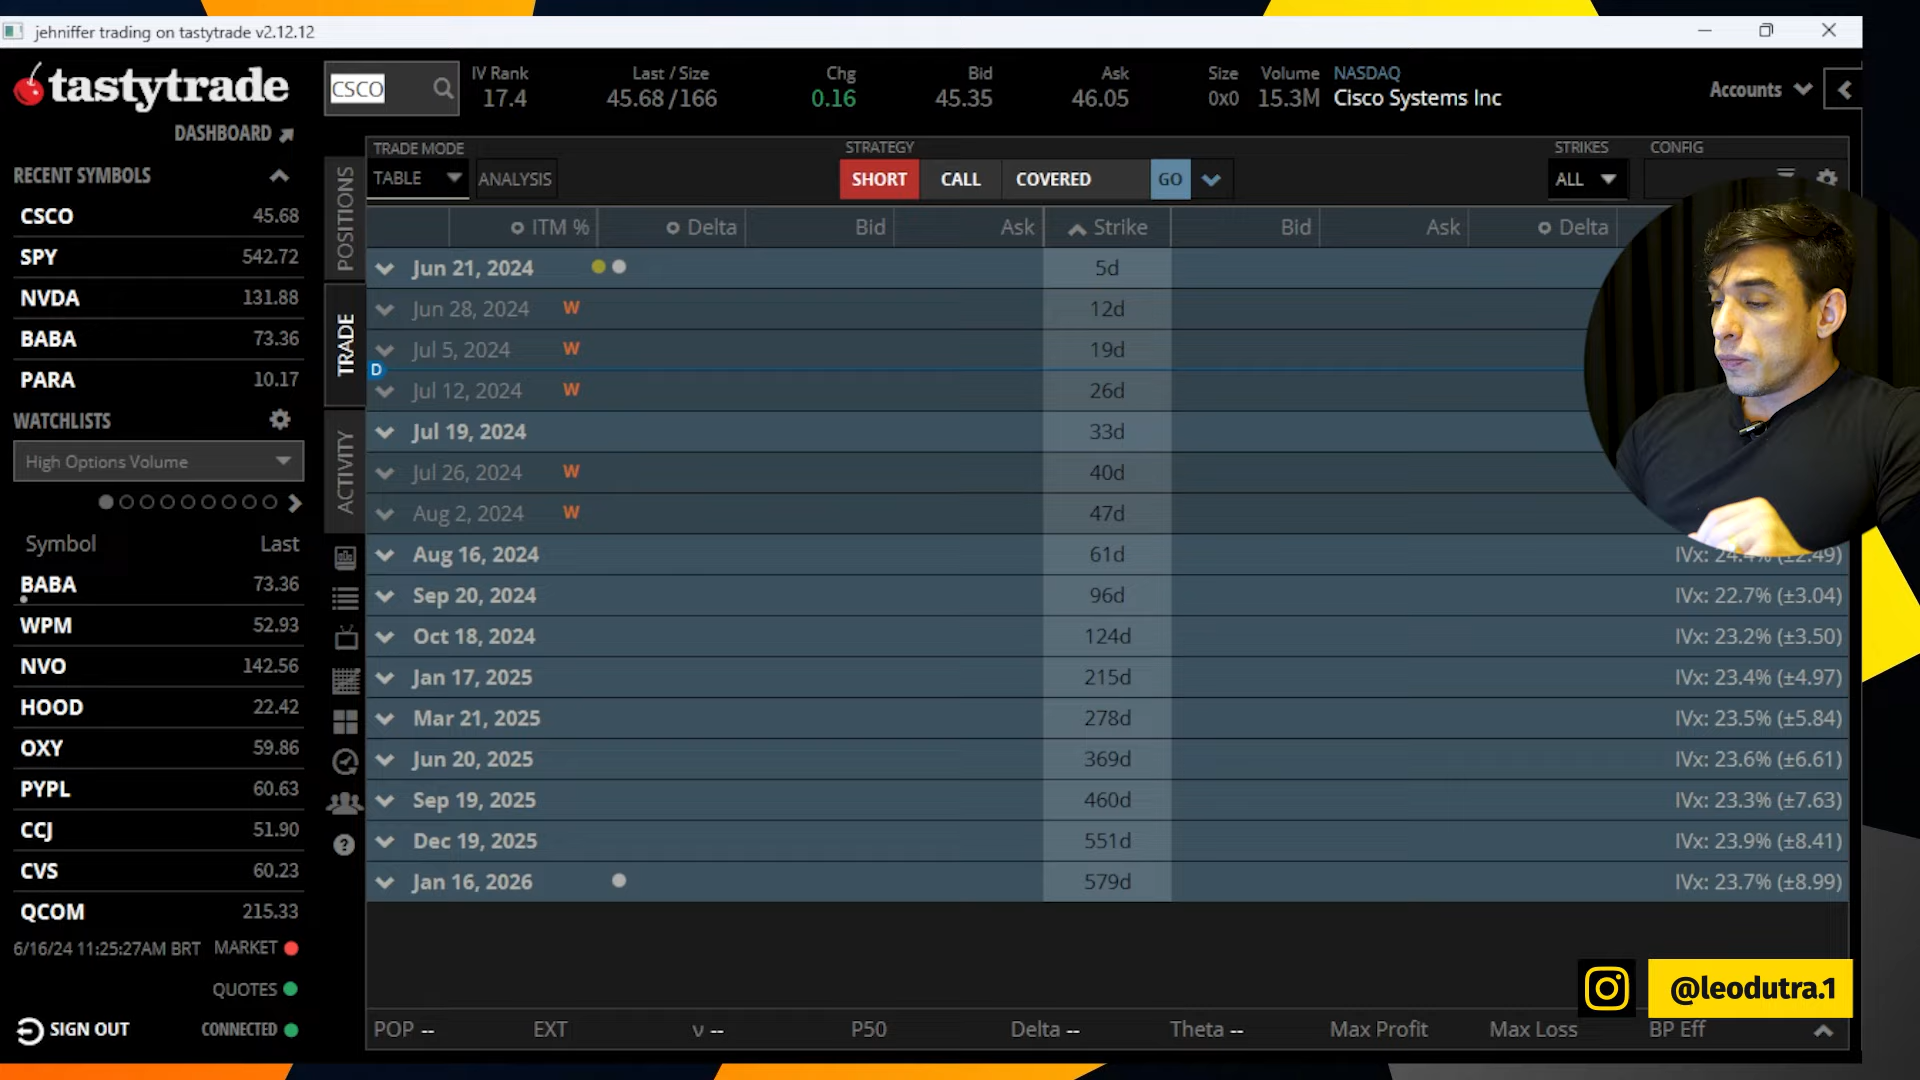 jehniffer trading on tastytrade v2.12.12
tastytrade
DASHBOARD
CSCO
IV Rank
17.4
Last / Size
45.68 / 166
Chg
0.16
Bid
45.35
Ask
46.05
Size
0x0
Volume
15.3M
NASDAQ
Cisco Systems Inc
Accounts
RECENT SYMBOLS
CSCO 45.68
SPY 542.72
NVDA 131.88
BABA 73.36
PARA 10.17
WATCHLISTS
High Options Volume
Symbol Last
BABA 73.36
WPM 52.93
NVO 142.56
HOOD 22.42
OXY 59.86
PYPL 60.63
CCJ 51.90
CVS 60.23
QCOM 215.33
6/16/24 11:25:27AM BRT MARKET
QUOTES
SIGN OUT CONNECTED
POSITIONS
TRADE
ACTIVITY
TRADE MODE
TABLE ANALYSIS
STRATEGY
SHORT CALL COVERED GO
STRIKES
ALL
CONFIG
ITM % Delta Bid Ask Strike Bid Ask Delta
Jun 21, 2024 5d
Jun 28, 2024 W 12d
Jul 5, 2024 W 19d
D
Jul 12, 2024 W 26d
Jul 19, 2024 33d
Jul 26, 2024 W 40d
Aug 2, 2024 W 47d
Aug 16, 2024 61d IVx: 24.4% (±2.49)
Sep 20, 2024 96d IVx: 22.7% (±3.04)
Oct 18, 2024 124d IVx: 23.2% (±3.50)
Jan 17, 2025 215d IVx: 23.4% (±4.97)
Mar 21, 2025 278d IVx: 23.5% (±5.84)
Jun 20, 2025 369d IVx: 23.6% (±6.61)
Sep 19, 2025 460d IVx: 23.3% (±7.63)
Dec 19, 2025 551d IVx: 23.9% (±8.41)
Jan 16, 2026 579d IVx: 23.7% (±8.99)
@leodutra.1
POP -- EXT v -- P50 Delta -- Theta -- Max Profit Max Loss BP Eff